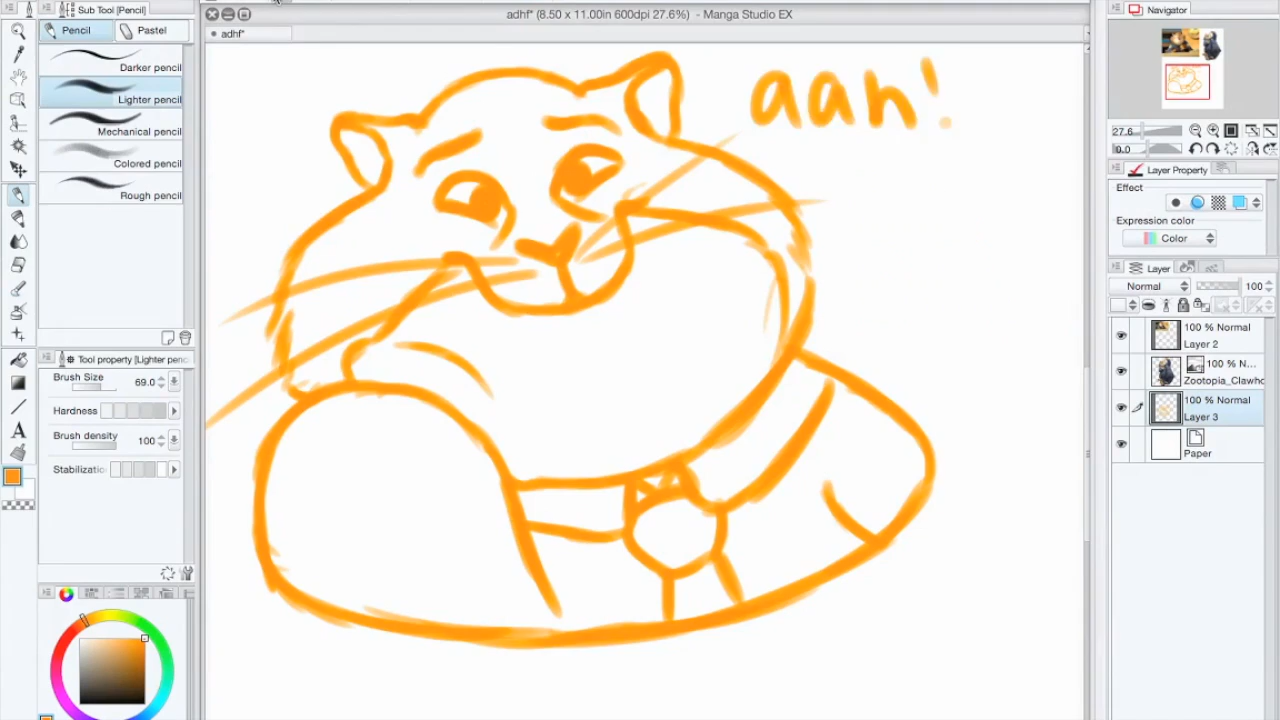 Sub Tool [Pencil]
adhf* (8.50 x 11.00in 600dpi 27.6%) - Manga Studio EX
Navigator
Pencil
Pastel
adhf*
Darker pencil
Lighter pencil
Mechanical pencil
Colored pencil
Rough pencil
aah!
27.6
0.0
Layer Property
Effect
Expression color
Color
Layer
Normal
100
100 % Normal
Layer 2
100 % N...
Zootopia_Clawho
100 % Normal
Layer 3
Paper
Tool property [Lighter penc
Brush Size
69.0
Hardness
Brush density
100
Stabilizatio